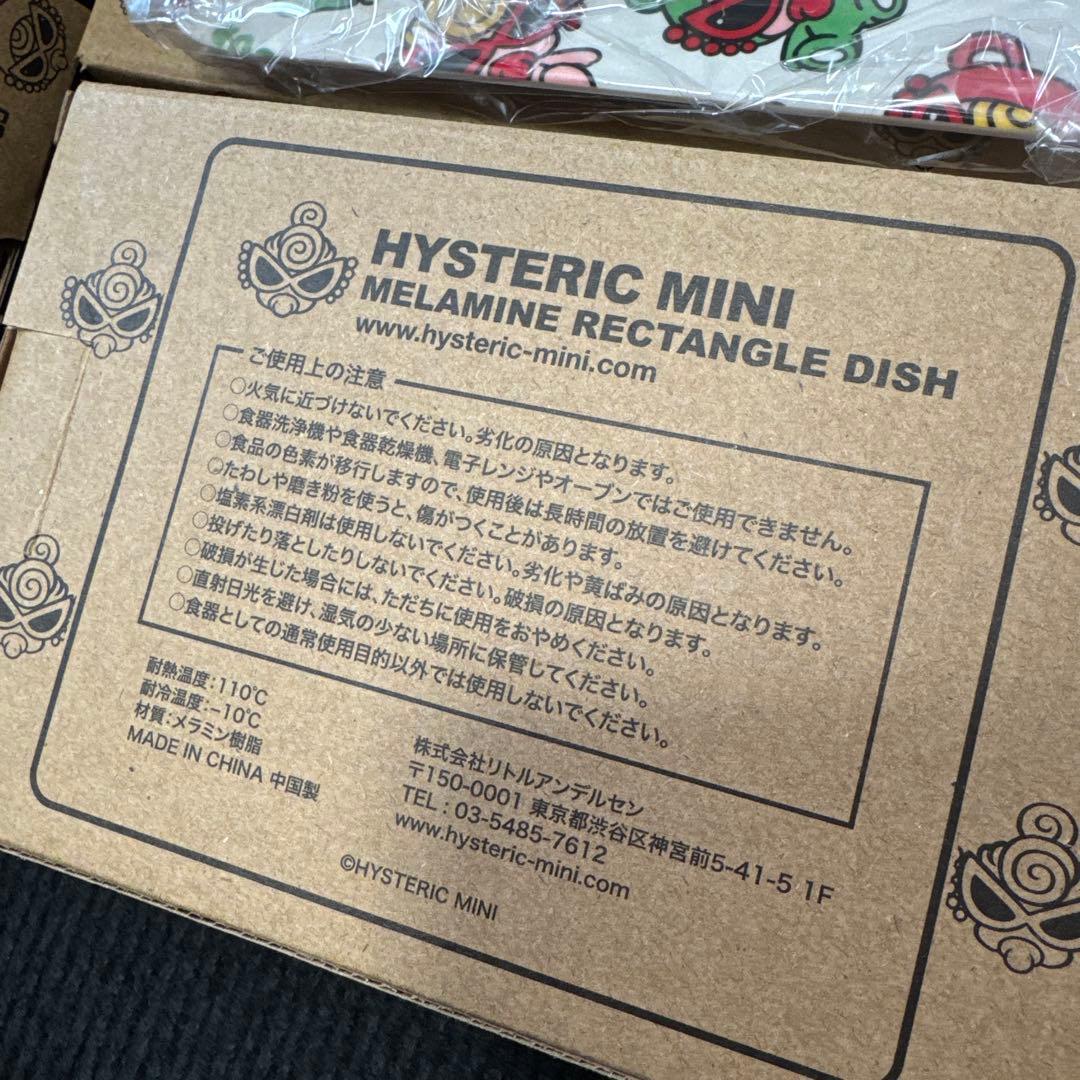 HYSTERIC MINI
MELAMINE RECTANGLE DISH
www.hysteric-mini.com
ご使用上の注意
○火気に近づけないでください。劣化の原因となります。
○食器洗浄機や食器乾燥機、電子レンジやオーブンではご使用できません。
○食品の色素が移行しますので、使用後は長時間の放置を避けてください。
○たわしや磨き粉を使うと、傷がつくことがあります。
○塩素系漂白剤は使用しないでください。劣化や黄ばみの原因となります。
○投げたり落としたりしないでください。破損の原因となります。
○破損が生じた場合には、ただちに使用をおやめください。
○直射日光を避け、湿気の少ない場所に保管してください。
○食器としての通常使用目的以外では使用しないでください。
耐熱温度:110℃
耐冷温度:-10℃
材質:メラミン樹脂
MADE IN CHINA 中国製
株式会社リトルアンデルセン
〒150-0001 東京都渋谷区神宮前5-41-5 1F
TEL : 03-5485-7612
www.hysteric-mini.com
©HYSTERIC MINI